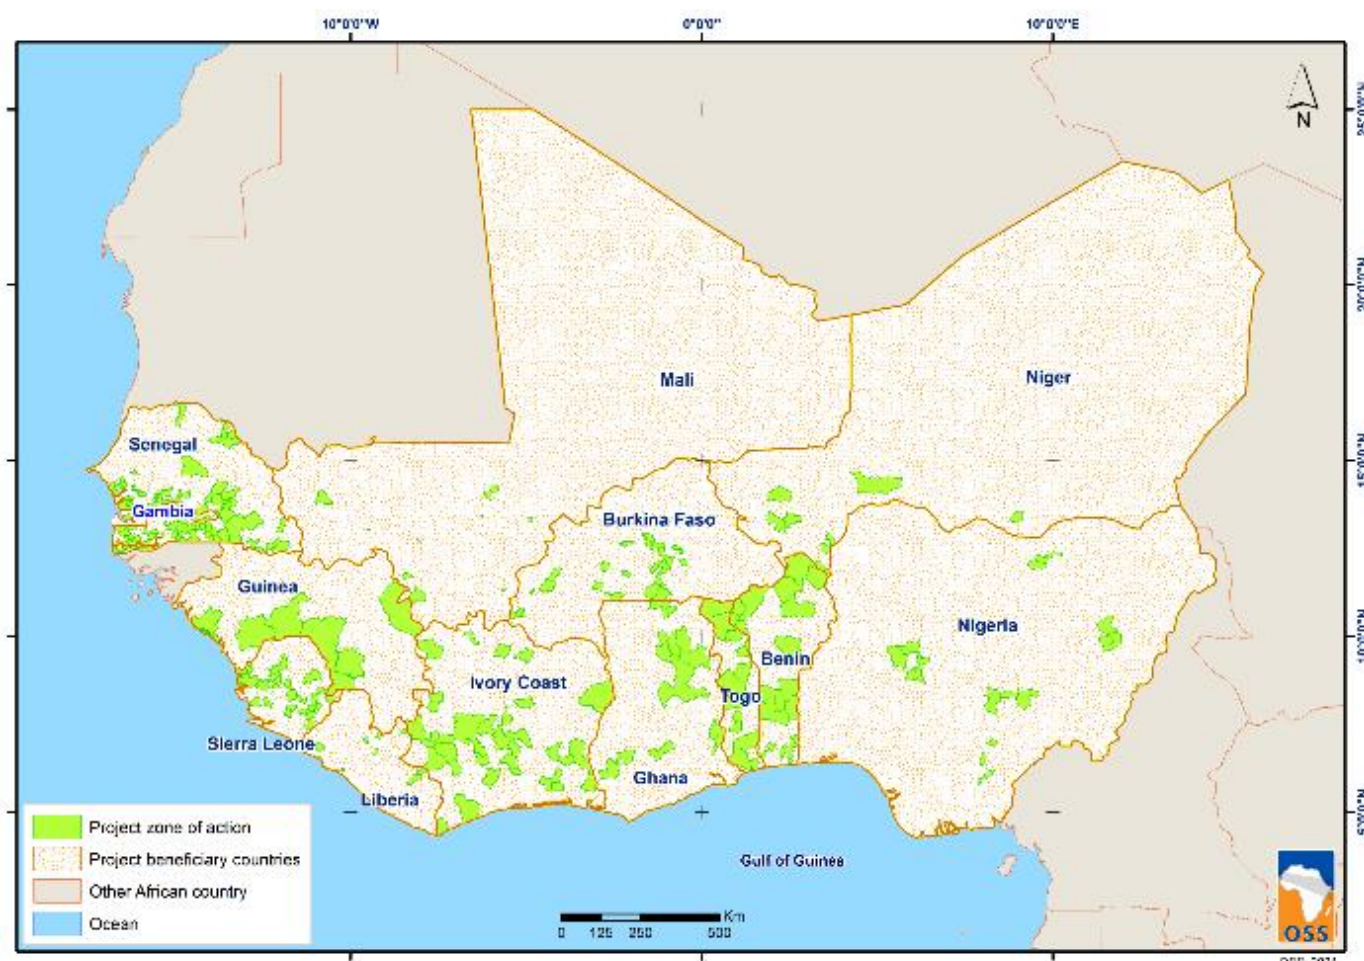 10°0'0"W
0°0'0"
10°0'0"E
N
Mali
Niger
Senegal
Gambia
Burkina Faso
Guinea
Nigeria
Benin
Ivory Coast
Togo
Sierra Leone
Ghana
Liberia
Gulf of Guinea
Project zone of action
Project beneficiary countries
Other African country
Ocean
Km
0 125 250 500
OSS